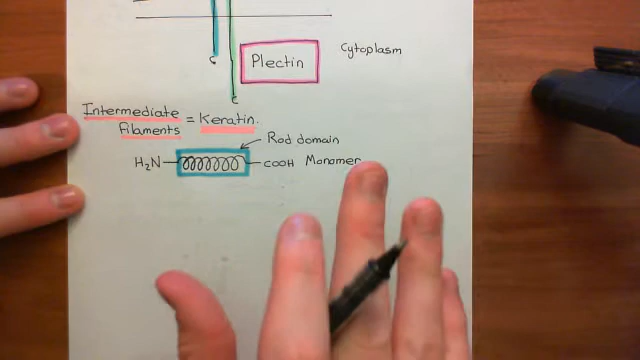 c
c
Plectin
Cytoplasm
Intermediate
Filaments = Keratin.
Rod domain
H₂N COOH Monomer